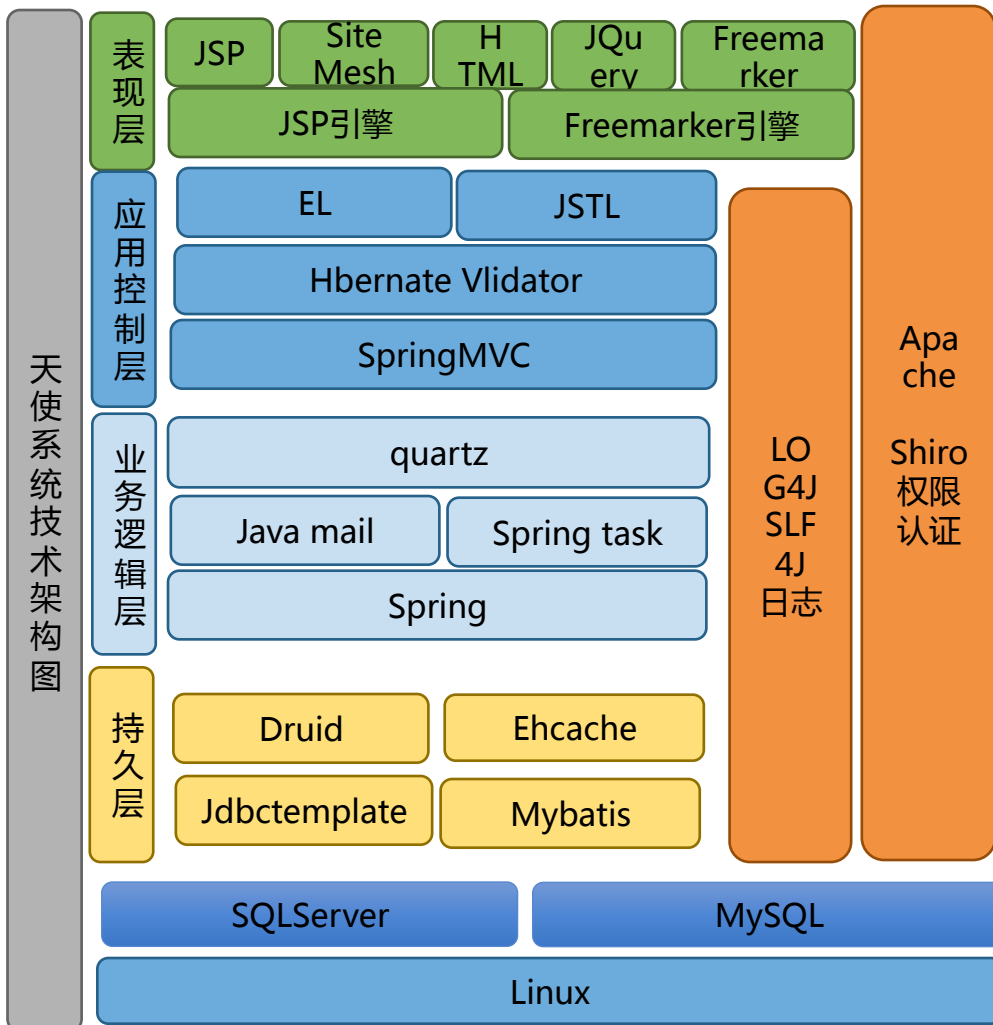 天使系统技术架构图
表现层
JSP
Site
Mesh
H
TML
JQu
ery
Freema
rker
JSP引擎
Freemarker引擎
应用控制层
EL
JSTL
Hbernate Vlidator
SpringMVC
业务逻辑层
quartz
Java mail
Spring task
Spring
持久层
Druid
Ehcache
Jdbctemplate
Mybatis
LO
G4J
SLF
4J
日志
Apa
che
Shiro
权限
认证
SQLServer
MySQL
Linux